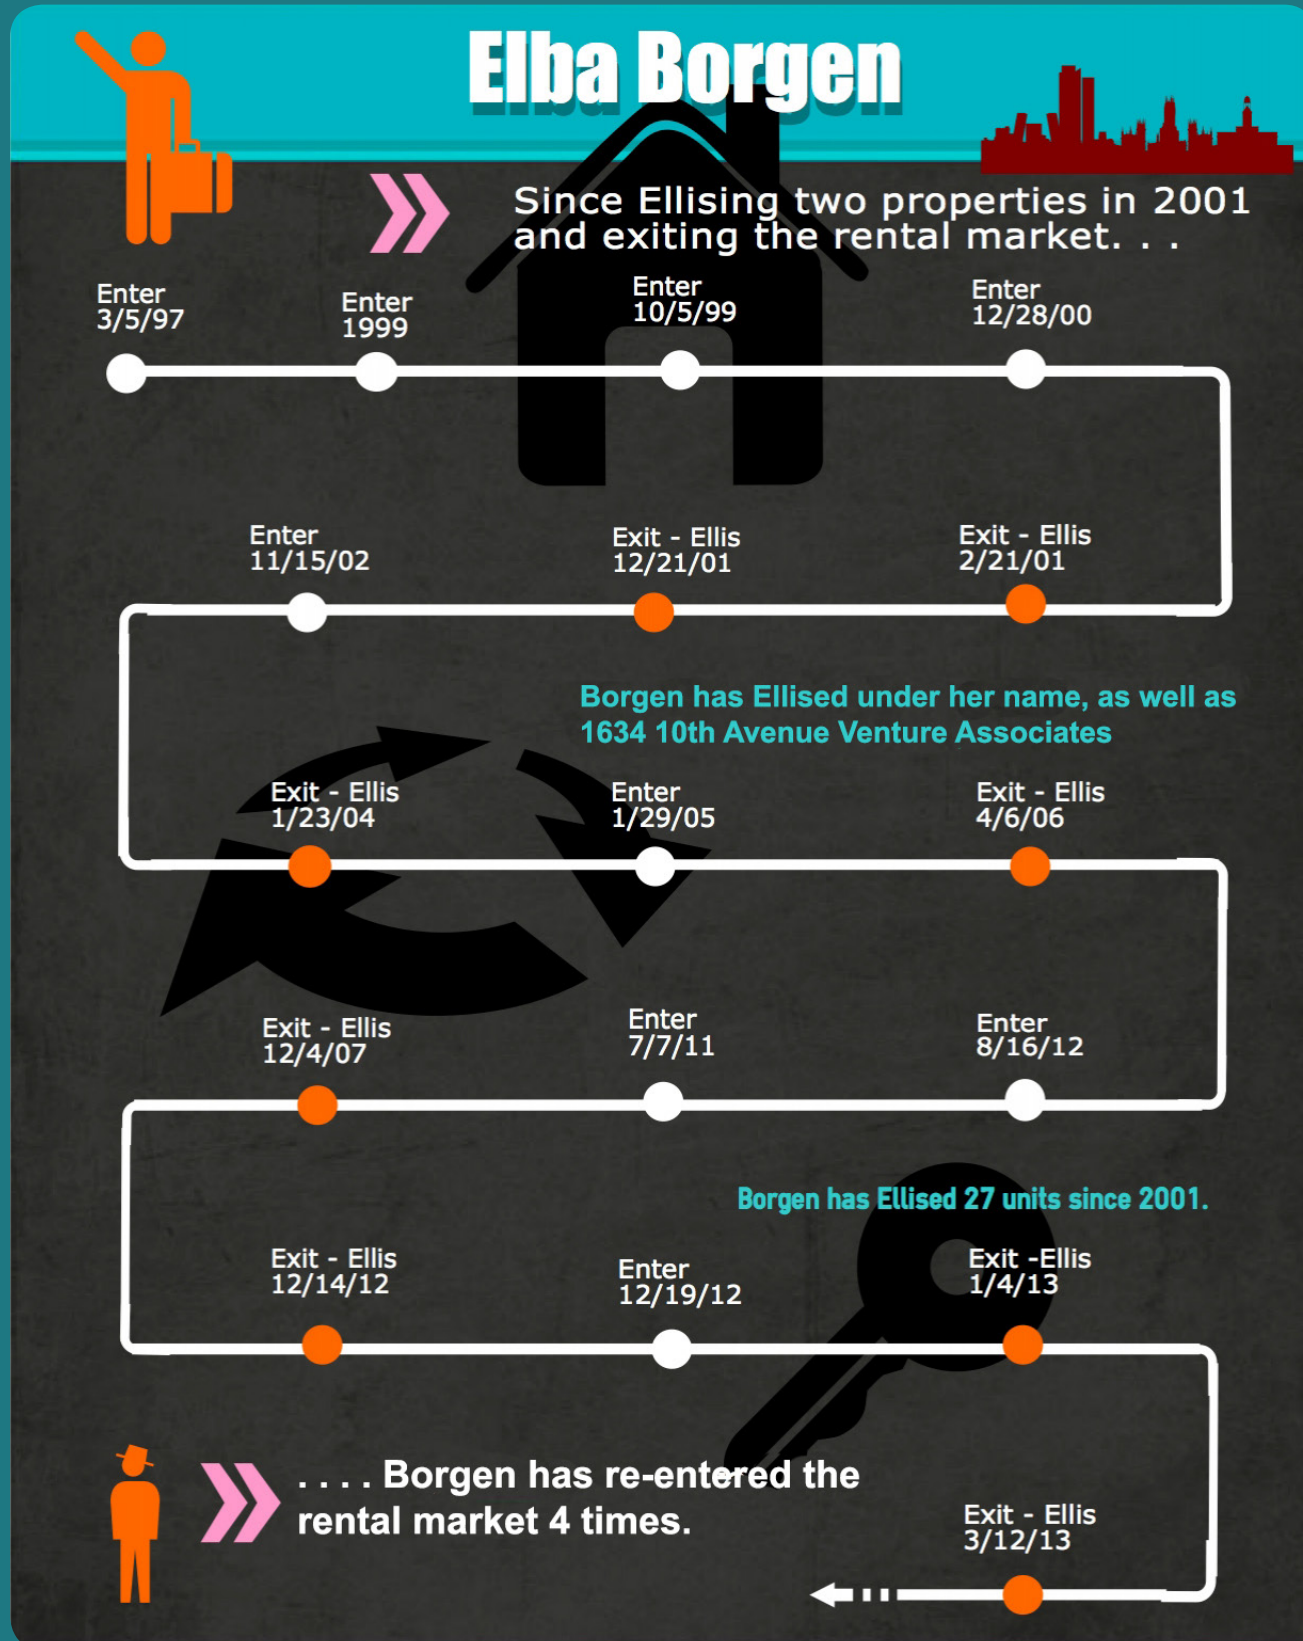 Elba Borgen
Since Ellising two properties in 2001
and exiting the rental market. . .
Enter
3/5/97
Enter
1999
Enter
10/5/99
Enter
12/28/00
Enter
11/15/02
Exit - Ellis
12/21/01
Exit - Ellis
2/21/01
Borgen has Ellised under her name, as well as
1634 10th Avenue Venture Associates
Exit - Ellis
1/23/04
Enter
1/29/05
Exit - Ellis
4/6/06
Exit - Ellis
12/4/07
Enter
7/7/11
Enter
8/16/12
Borgen has Ellised 27 units since 2001.
Exit - Ellis
12/14/12
Enter
12/19/12
Exit -Ellis
1/4/13
. . . . Borgen has re-entered the
rental market 4 times.
Exit - Ellis
3/12/13